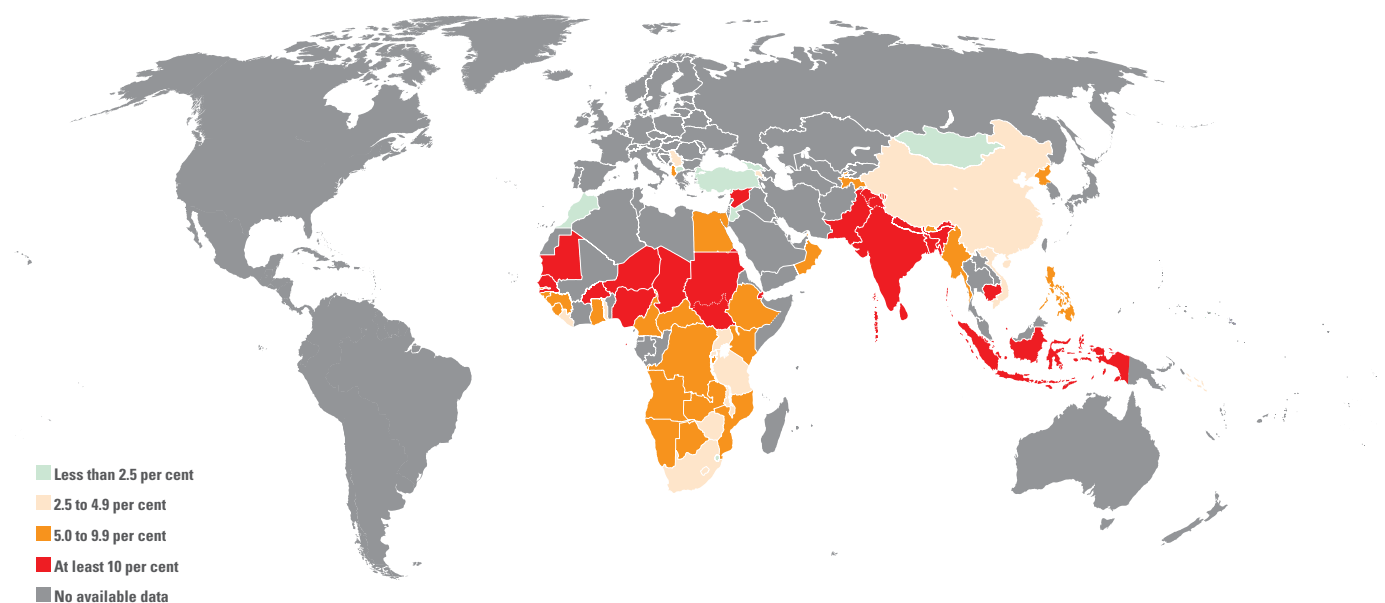 Less than 2.5 per cent
2.5 to 4.9 per cent
5.0 to 9.9 per cent
At least 10 per cent
No available data